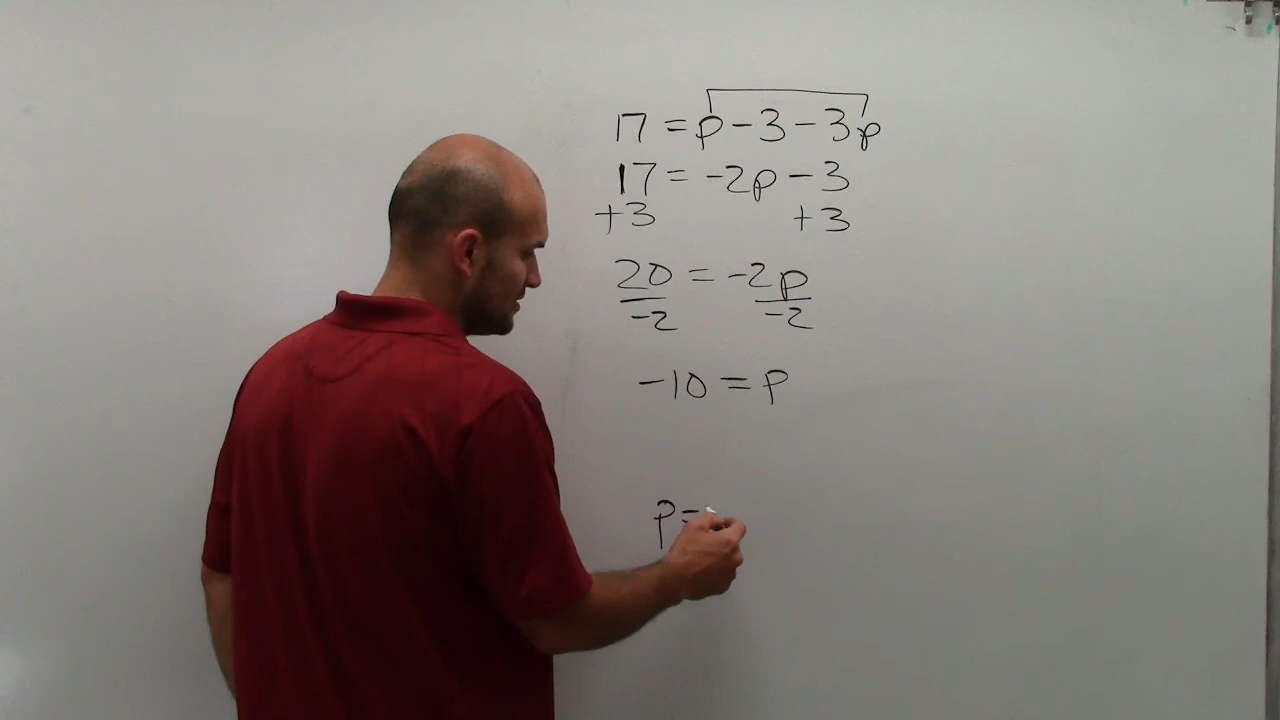 17 = p - 3 - 3p
17 = -2p - 3
+3 +3
20 = -2p
-2 -2
-10 = p
p =